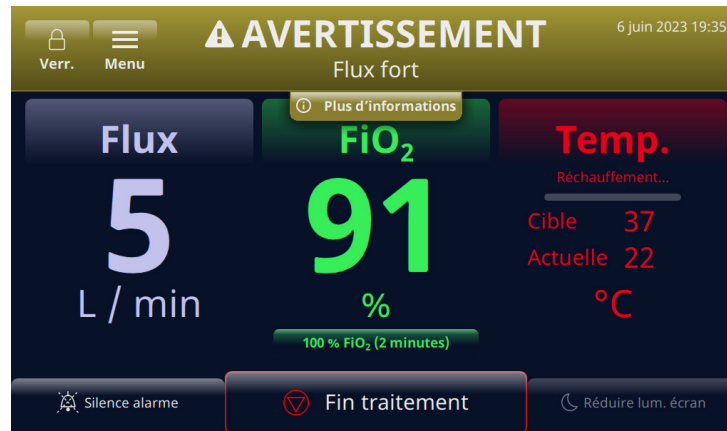 AVERTISSEMENT
6 juin 2023 19:35
Verr.
Menu
Flux fort
Plus d'informations
Flux
5
L / min
FiO₂
91
%
100 % FiO₂ (2 minutes)
Temp.
Réchauffement...
Cible 37
Actuelle 22
°C
Silence alarme
Fin traitement
Réduire lum. écran